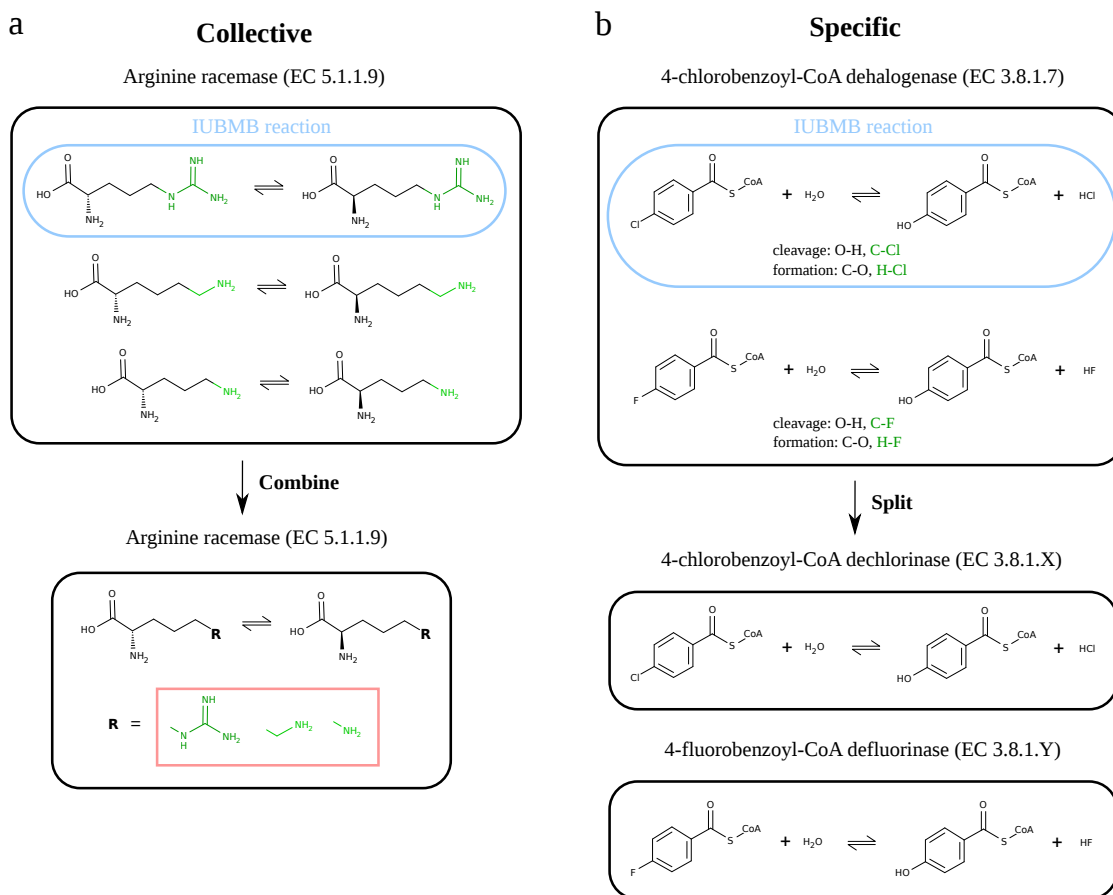 a
Collective
Arginine racemase (EC 5.1.1.9)
IUBMB reaction
O
HO
NH2
N
H
NH
NH2
⇌
O
HO
NH2
N
H
NH
NH2
O
HO
NH2
NH2
⇌
O
HO
NH2
NH2
O
HO
NH2
NH2
⇌
O
HO
NH2
NH2
Combine
Arginine racemase (EC 5.1.1.9)
O
HO
NH2
R
⇌
O
HO
NH2
R
R =
NH
N
H
NH2
NH2
NH2
b
Specific
4-chlorobenzoyl-CoA dehalogenase (EC 3.8.1.7)
IUBMB reaction
O
S
CoA
Cl
+ H2O ⇌
O
S
CoA
HO
+ HCl
cleavage: O-H, C-Cl
formation: C-O, H-Cl
O
S
CoA
F
+ H2O ⇌
O
S
CoA
HO
+ HF
cleavage: O-H, C-F
formation: C-O, H-F
Split
4-chlorobenzoyl-CoA dechlorinase (EC 3.8.1.X)
O
S
CoA
Cl
+ H2O ⇌
O
S
CoA
HO
+ HCl
4-fluorobenzoyl-CoA defluorinase (EC 3.8.1.Y)
O
S
CoA
F
+ H2O ⇌
O
S
CoA
HO
+ HF